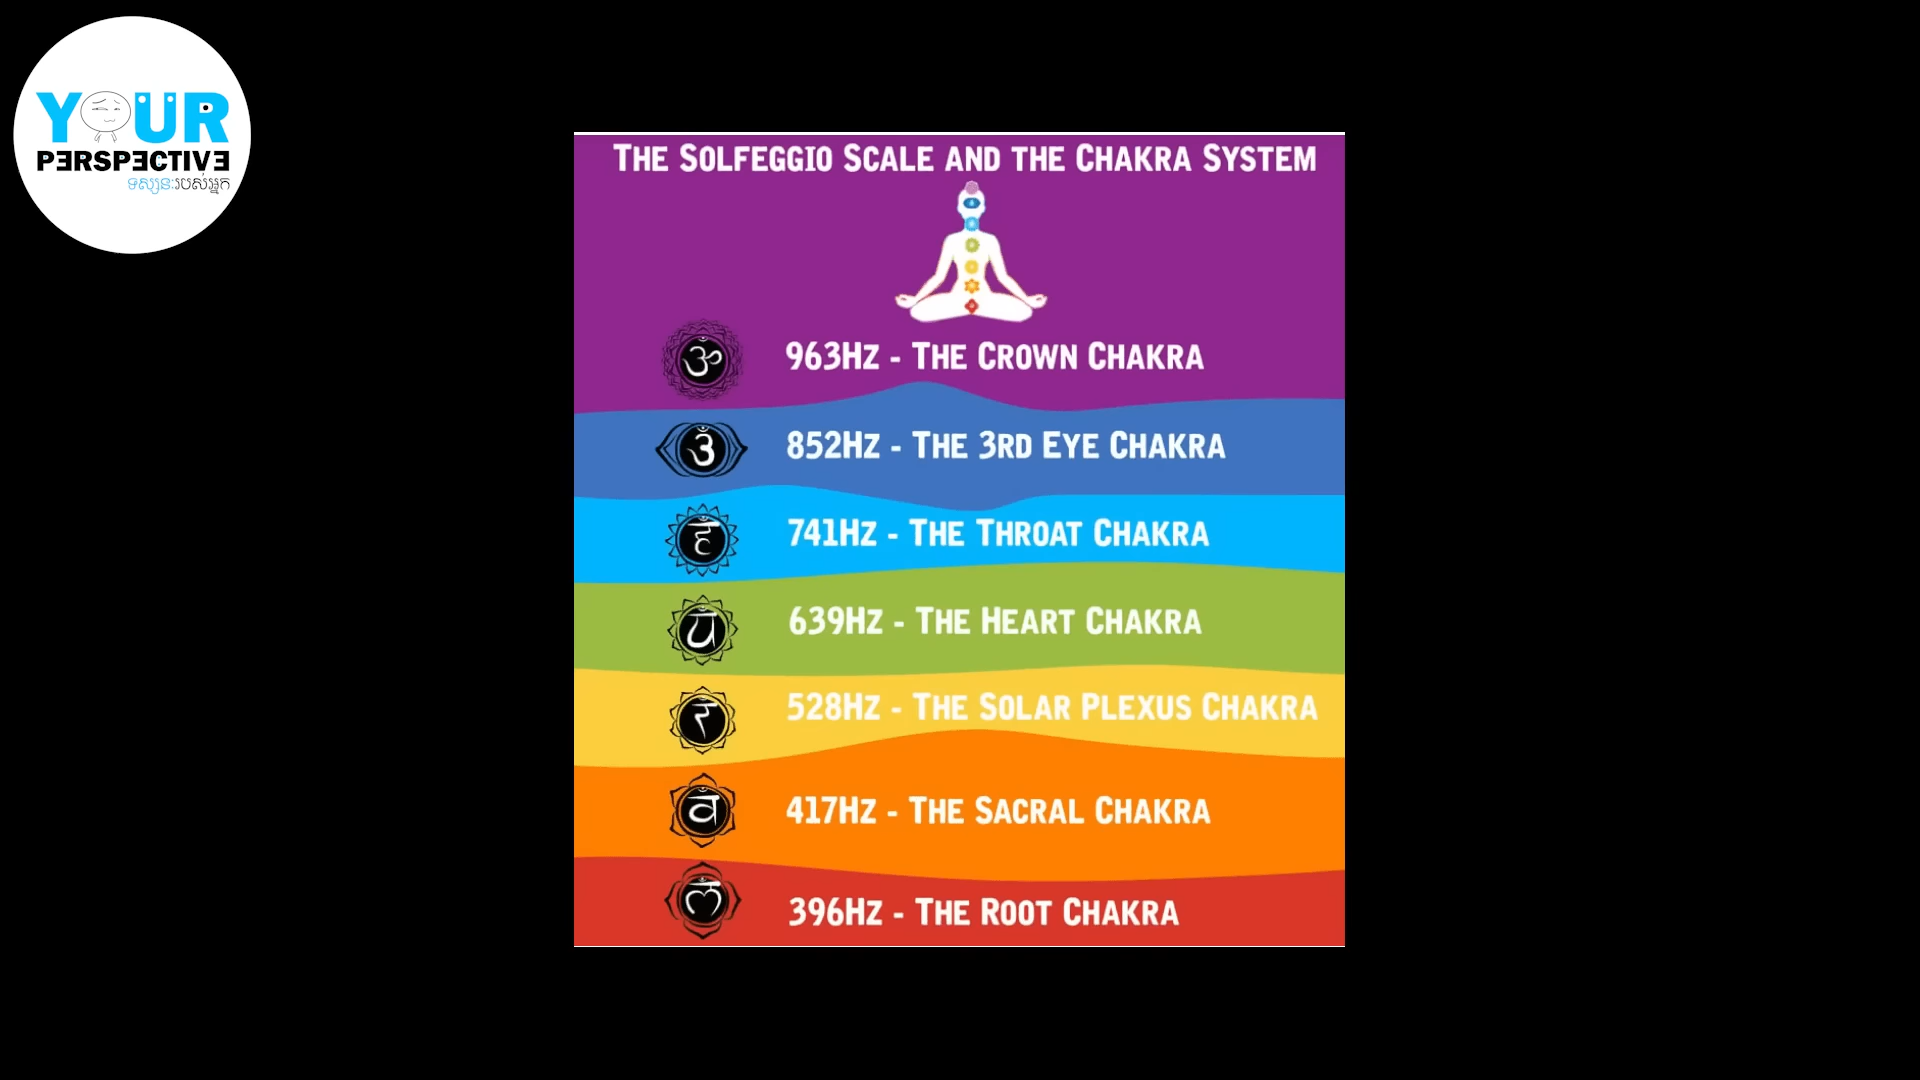 YOUR
PERSPECTIVE
ទស្សនៈរបស់អ្នក
THE SOLFEGGIO SCALE AND THE CHAKRA SYSTEM
ॐ 963HZ - THE CROWN CHAKRA
852HZ - THE 3RD EYE CHAKRA
हं 741HZ - THE THROAT CHAKRA
यं 639HZ - THE HEART CHAKRA
रं 528HZ - THE SOLAR PLEXUS CHAKRA
वं 417HZ - THE SACRAL CHAKRA
लं 396HZ - THE ROOT CHAKRA